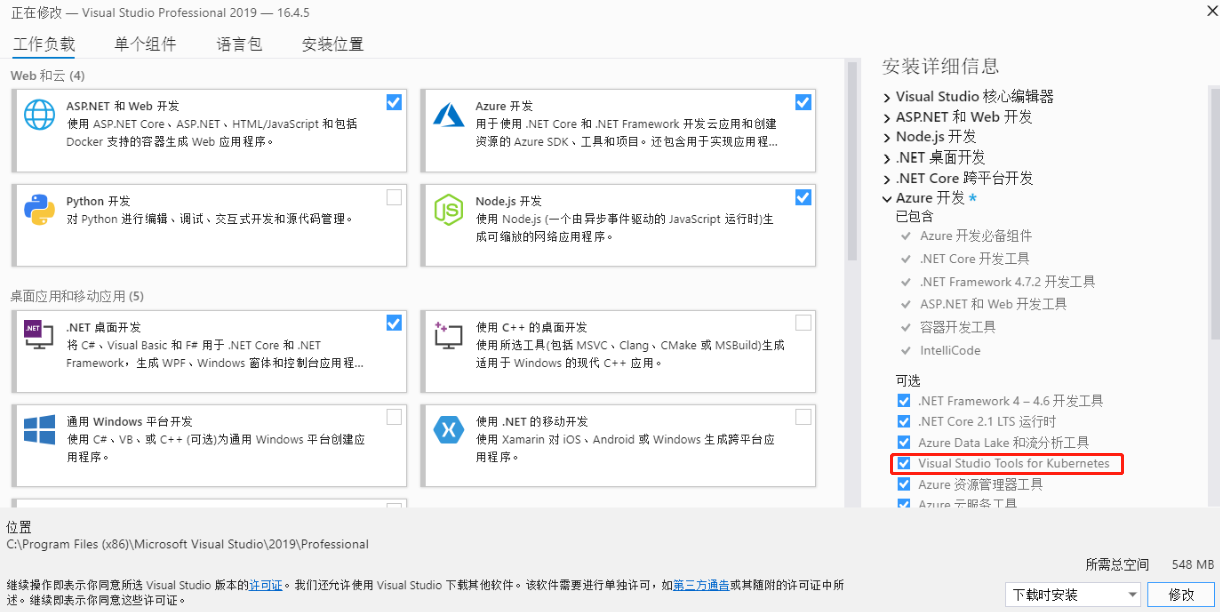 正在修改 — Visual Studio Professional 2019 — 16.4.5
工作负载 单个组件 语言包 安装位置
Web 和云 (4)
ASP.NET 和 Web 开发
使用 ASP.NET Core、ASP.NET、HTML/JavaScript 和包括
Docker 支持的容器生成 Web 应用程序。
Azure 开发
用于使用 .NET Core 和 .NET Framework 开发云应用和创建
资源的 Azure SDK、工具和项目。还包含用于实现应用程...
Python 开发
对 Python 进行编辑、调试、交互式开发和源代码管理。
Node.js 开发
使用 Node.js (一个由异步事件驱动的 JavaScript 运行时)生
成可缩放的网络应用程序。
桌面应用和移动应用 (5)
.NET
.NET 桌面开发
将 C#、Visual Basic 和 F# 用于 .NET Core 和 .NET
Framework，生成 WPF、Windows 窗体和控制台应用程...
使用 C++ 的桌面开发
使用所选工具(包括 MSVC、Clang、CMake 或 MSBuild)生成
适用于 Windows 的现代 C++ 应用。
通用 Windows 平台开发
使用 C#、VB、或 C++ (可选)为通用 Windows 平台创建应
用程序。
使用 .NET 的移动开发
使用 Xamarin 对 iOS、Android 或 Windows 生成跨平台应
用程序。
安装详细信息
Visual Studio 核心编辑器
ASP.NET 和 Web 开发
Node.js 开发
.NET 桌面开发
.NET Core 跨平台开发
Azure 开发 *
已包含
Azure 开发必备组件
.NET Core 开发工具
.NET Framework 4.7.2 开发工具
ASP.NET 和 Web 开发工具
容器开发工具
IntelliCode
可选
.NET Framework 4 – 4.6 开发工具
.NET Core 2.1 LTS 运行时
Azure Data Lake 和流分析工具
Visual Studio Tools for Kubernetes
Azure 资源管理器工具
Azure 云服务工具
位置
C:\Program Files (x86)\Microsoft Visual Studio\2019\Professional
所需总空间 548 MB
继续操作即表示你同意所选 Visual Studio 版本的许可证。我们还允许使用 Visual Studio 下载其他软件。该软件需要进行单独许可，如第三方通告或其随附的许可证中所
述。继续即表示你同意这些许可证。
下载时安装 修改